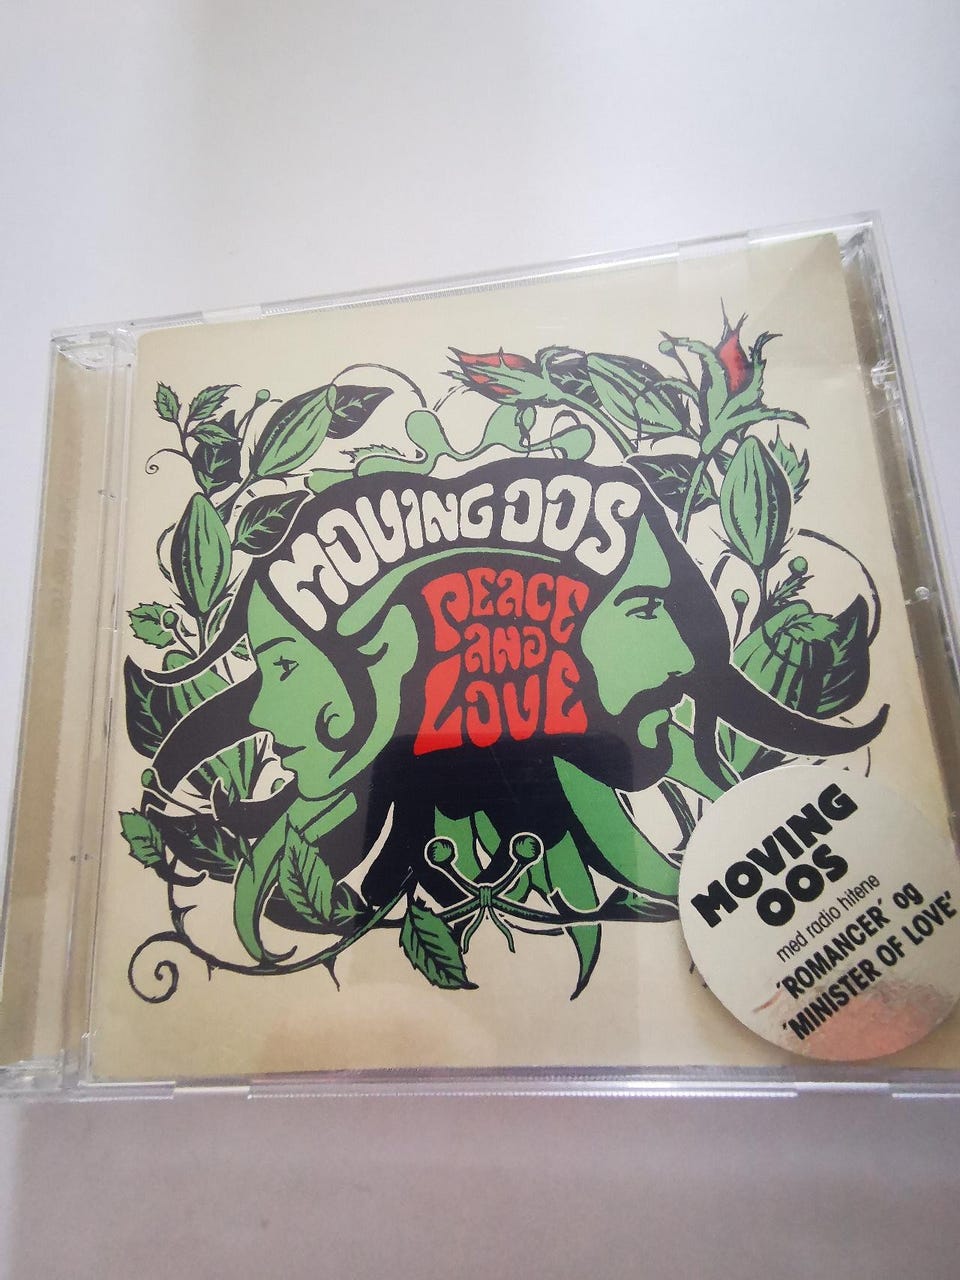 MOVING OOS
PEACE
AND
LOVE
MOVING
OOS
med radio hitene
'ROMANCER' og
'MINISTER OF LOVE'